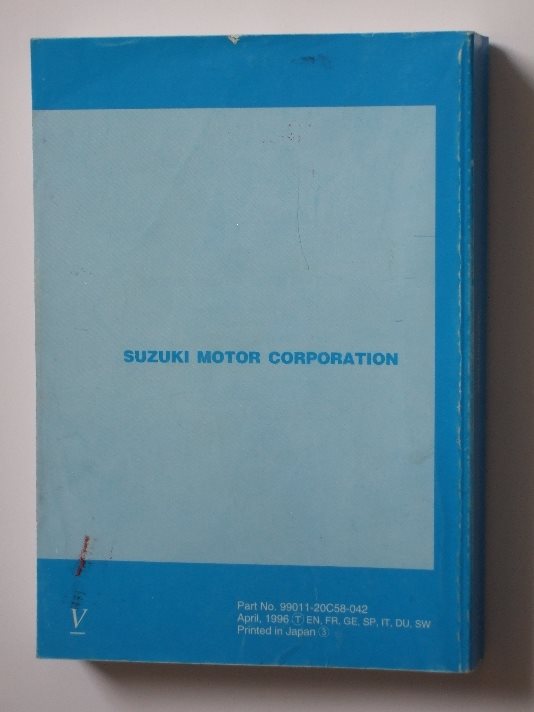 SUZUKI MOTOR CORPORATION
Part No. 99011-20C58-042
April, 1996 Ⓣ EN, FR, GE, SP, IT, DU, SW
Printed in Japan ③
V